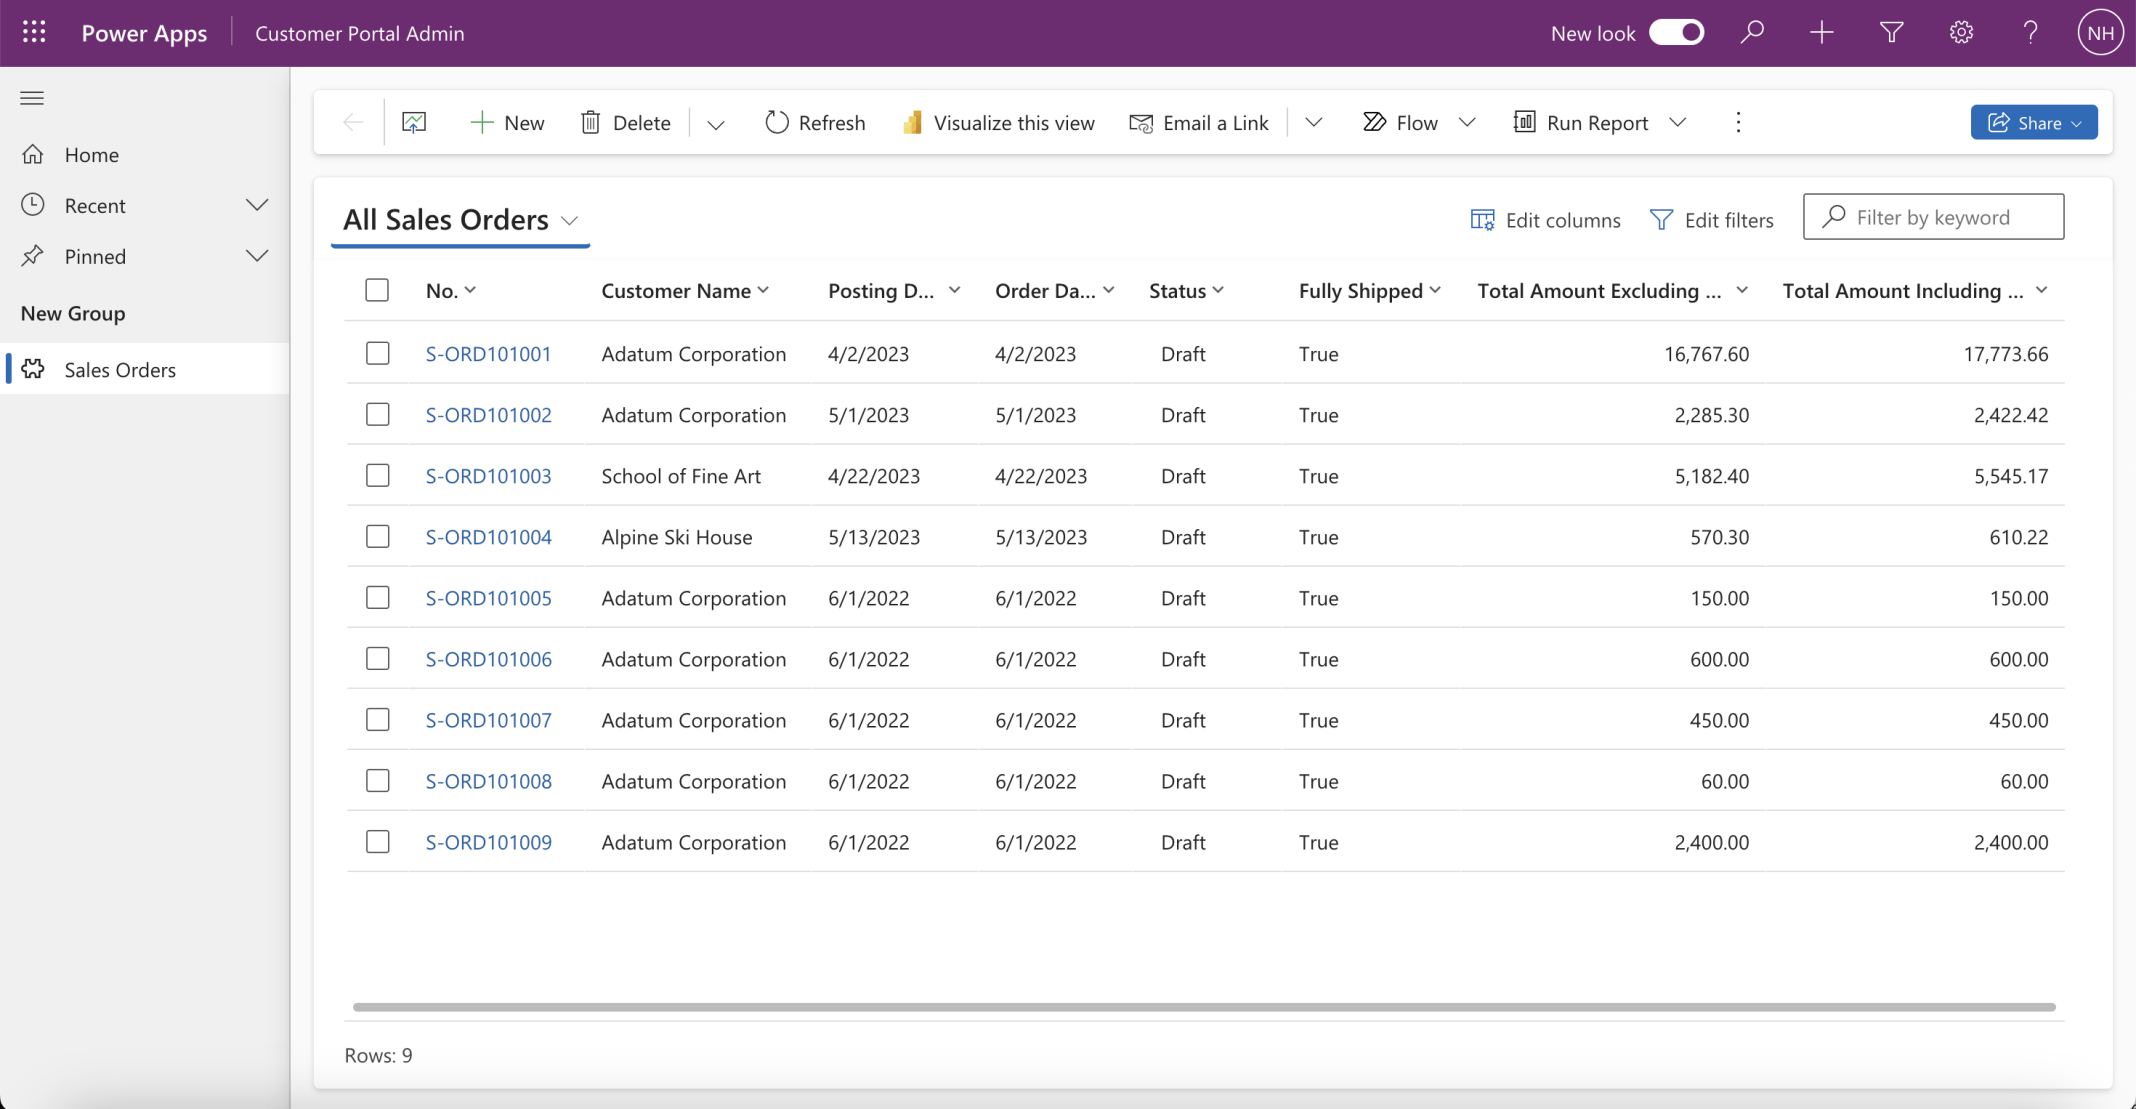 Power Apps Customer Portal Admin New look NH
New Delete Refresh Visualize this view Email a Link Flow Run Report Share
Home
Recent
Pinned
New Group
Sales Orders
All Sales Orders Edit columns Edit filters Filter by keyword
No. Customer Name Posting D... Order Da... Status Fully Shipped Total Amount Excluding ... Total Amount Including ...
S-ORD101001 Adatum Corporation 4/2/2023 4/2/2023 Draft True 16,767.60 17,773.66
S-ORD101002 Adatum Corporation 5/1/2023 5/1/2023 Draft True 2,285.30 2,422.42
S-ORD101003 School of Fine Art 4/22/2023 4/22/2023 Draft True 5,182.40 5,545.17
S-ORD101004 Alpine Ski House 5/13/2023 5/13/2023 Draft True 570.30 610.22
S-ORD101005 Adatum Corporation 6/1/2022 6/1/2022 Draft True 150.00 150.00
S-ORD101006 Adatum Corporation 6/1/2022 6/1/2022 Draft True 600.00 600.00
S-ORD101007 Adatum Corporation 6/1/2022 6/1/2022 Draft True 450.00 450.00
S-ORD101008 Adatum Corporation 6/1/2022 6/1/2022 Draft True 60.00 60.00
S-ORD101009 Adatum Corporation 6/1/2022 6/1/2022 Draft True 2,400.00 2,400.00
Rows: 9